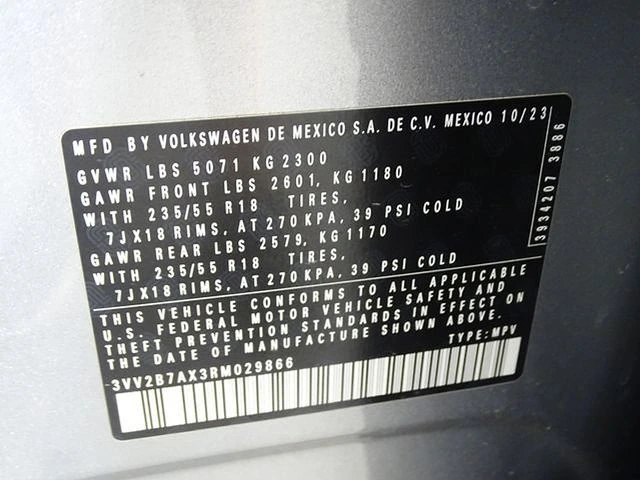 MFD BY VOLKSWAGEN DE MEXICO S.A. DE C.V. MEXICO 10/23
GVWR LBS 5071 KG 2300
GAWR FRONT LBS 2601, KG 1180
WITH 235/55 R18 TIRES,
7JX18 RIMS, AT 270 KPA, 39 PSI COLD
GAWR REAR LBS 2579, KG 1170
WITH 235/55 R18 TIRES,
7JX18 RIMS, AT 270 KPA, 39 PSI COLD
THIS VEHICLE CONFORMS TO ALL APPLICABLE
U.S. FEDERAL MOTOR VEHICLE SAFETY AND
THEFT PREVENTION STANDARDS IN EFFECT ON
THE DATE OF MANUFACTURE SHOWN ABOVE.
3VV2B7AX3RM029866 TYPE: MPV
3934207 3886